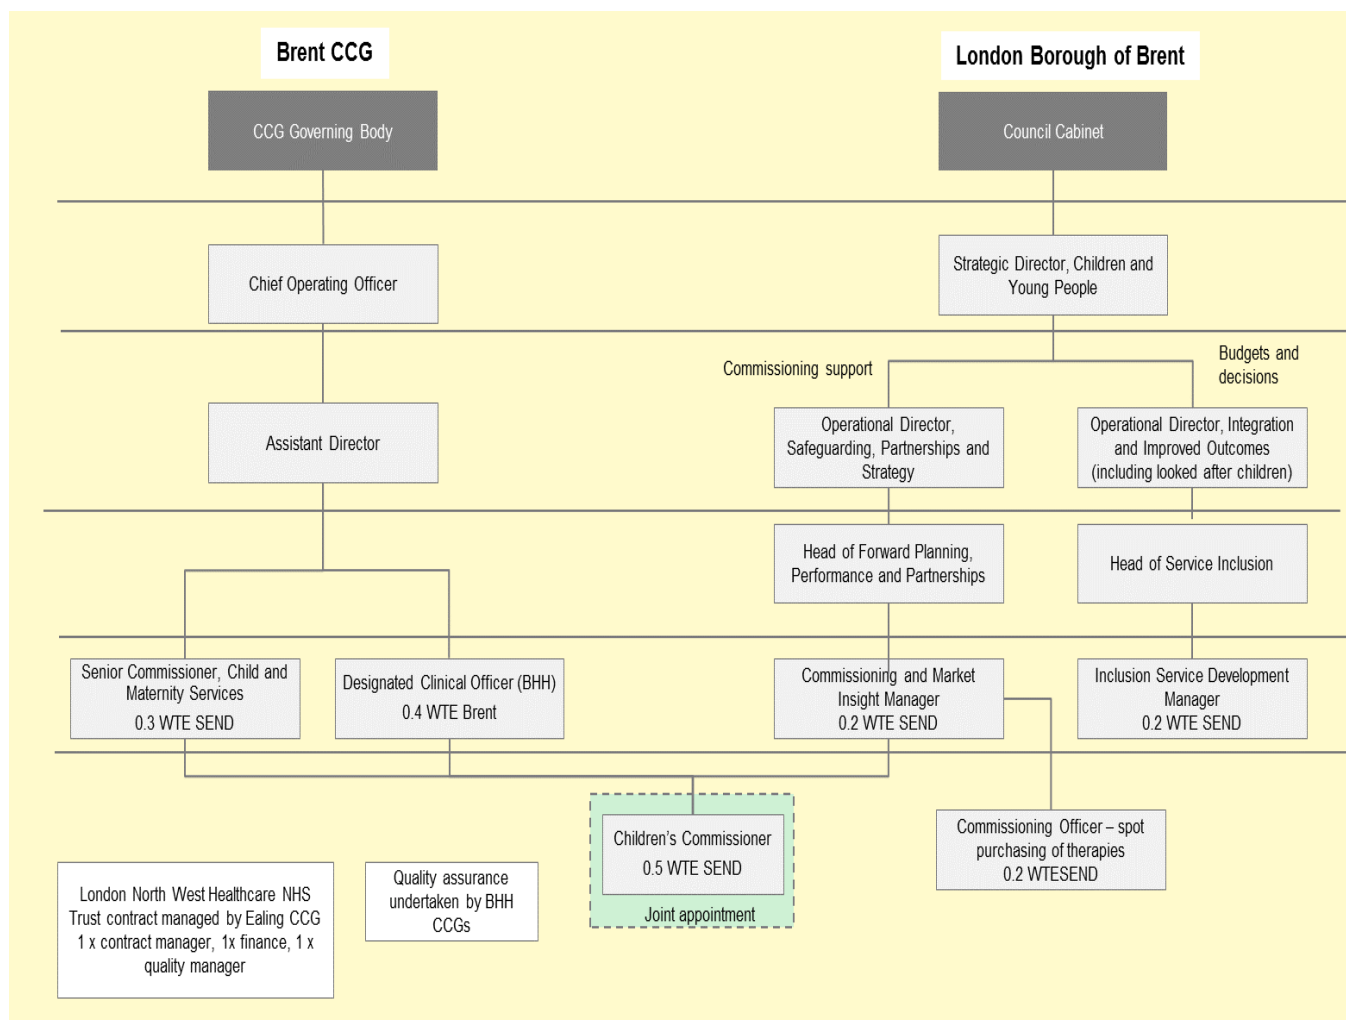 Brent CCG
London Borough of Brent
CCG Governing Body
Council Cabinet
Chief Operating Officer
Strategic Director, Children and
Young People
Commissioning support
Budgets and
decisions
Assistant Director
Operational Director,
Safeguarding, Partnerships and
Strategy
Operational Director, Integration
and Improved Outcomes
(including looked after children)
Head of Forward Planning,
Performance and Partnerships
Head of Service Inclusion
Senior Commissioner, Child and
Maternity Services
0.3 WTE SEND
Designated Clinical Officer (BHH)
0.4 WTE Brent
Commissioning and Market
Insight Manager
0.2 WTE SEND
Inclusion Service Development
Manager
0.2 WTE SEND
Children's Commissioner
0.5 WTE SEND
Joint appointment
Commissioning Officer – spot
purchasing of therapies
0.2 WTESEND
London North West Healthcare NHS
Trust contract managed by Ealing CCG
1 x contract manager, 1x finance, 1 x
quality manager
Quality assurance
undertaken by BHH
CCGs